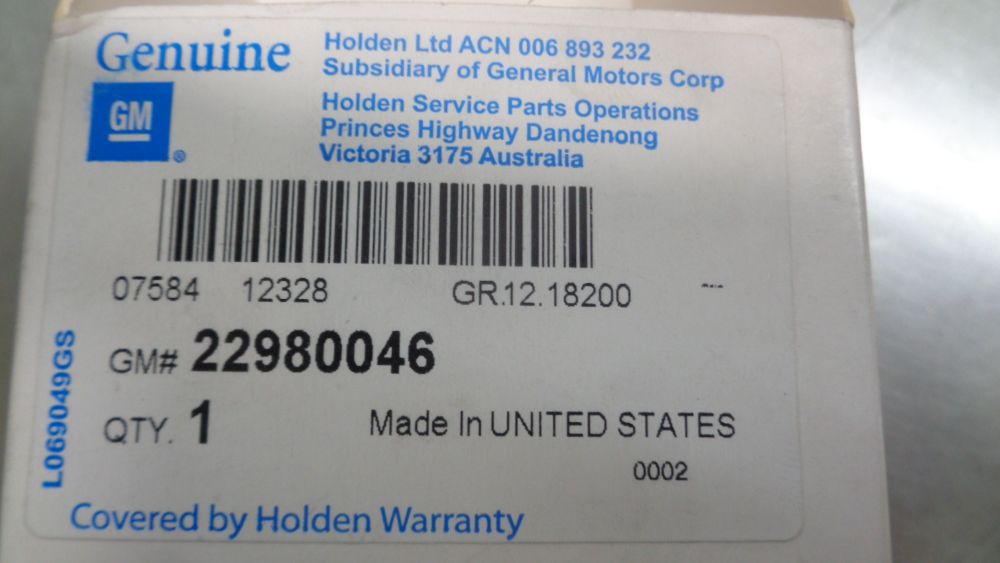 Genuine
GM
®
Holden Ltd ACN 006 893 232
Subsidiary of General Motors Corp
Holden Service Parts Operations
Princes Highway Dandenong
Victoria 3175 Australia
07584 12328 GR.12.18200
GM# 22980046
QTY. 1 Made In UNITED STATES
0002
L069049GS
Covered by Holden Warranty